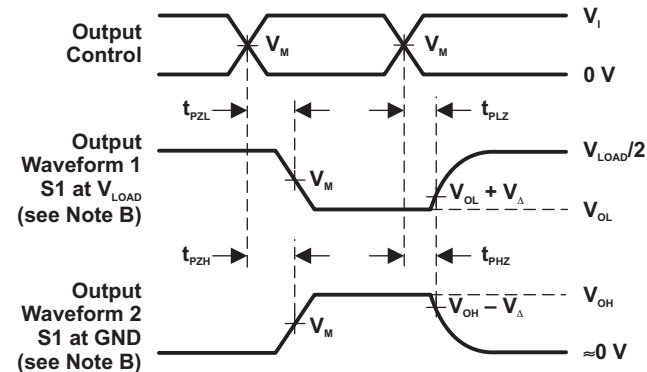 Output
Control
V_M
V_M
V_I
0 V
t_PZL
t_PLZ
Output
Waveform 1
S1 at V_LOAD
(see Note B)
V_M
V_OL + V_Δ
V_LOAD/2
V_OL
t_PZH
t_PHZ
Output
Waveform 2
S1 at GND
(see Note B)
V_M
V_OH – V_Δ
V_OH
≈0 V